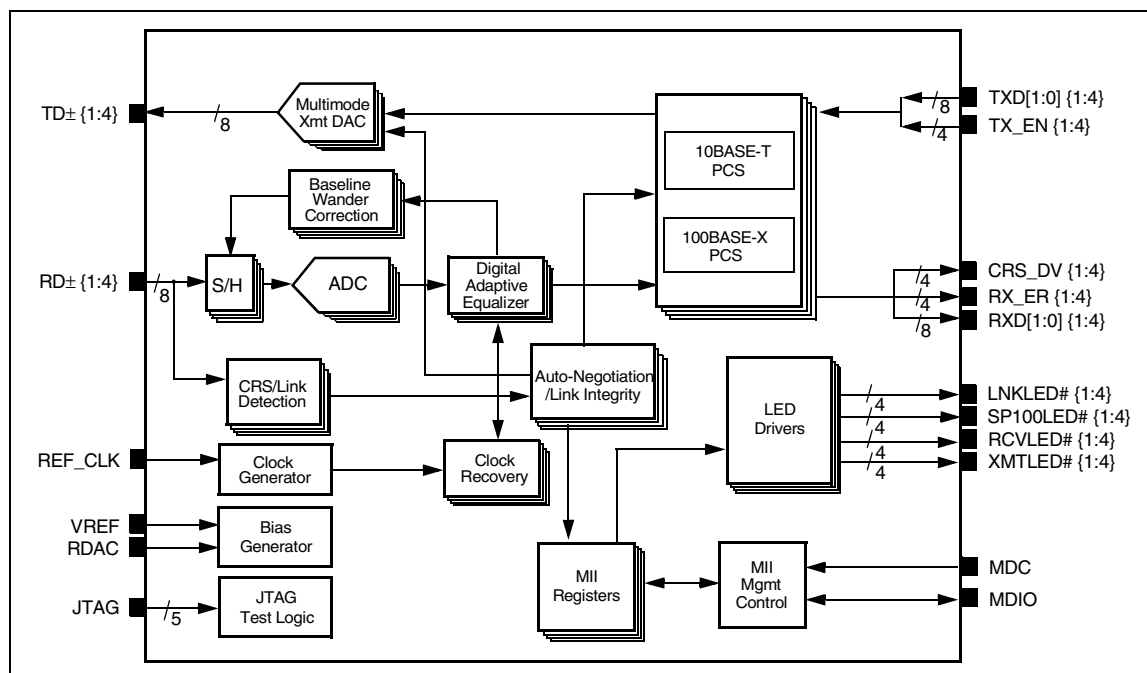 TD± {1:4}
8
Multimode
Xmt DAC
10BASE-T
PCS
100BASE-X
PCS
8
TXD[1:0] {1:4}
4
TX_EN {1:4}
Baseline
Wander
Correction
RD± {1:4}
8
S/H
ADC
Digital
Adaptive
Equalizer
4
CRS_DV {1:4}
4
RX_ER {1:4}
8
RXD[1:0] {1:4}
CRS/Link
Detection
Auto-Negotiation
/Link Integrity
LED
Drivers
4
LNKLED# {1:4}
4
SP100LED# {1:4}
4
RCVLED# {1:4}
4
XMTLED# {1:4}
REF_CLK
Clock
Generator
Clock
Recovery
VREF
RDAC
Bias
Generator
MII
Registers
MII
Mgmt
Control
MDC
MDIO
JTAG
5
JTAG
Test Logic